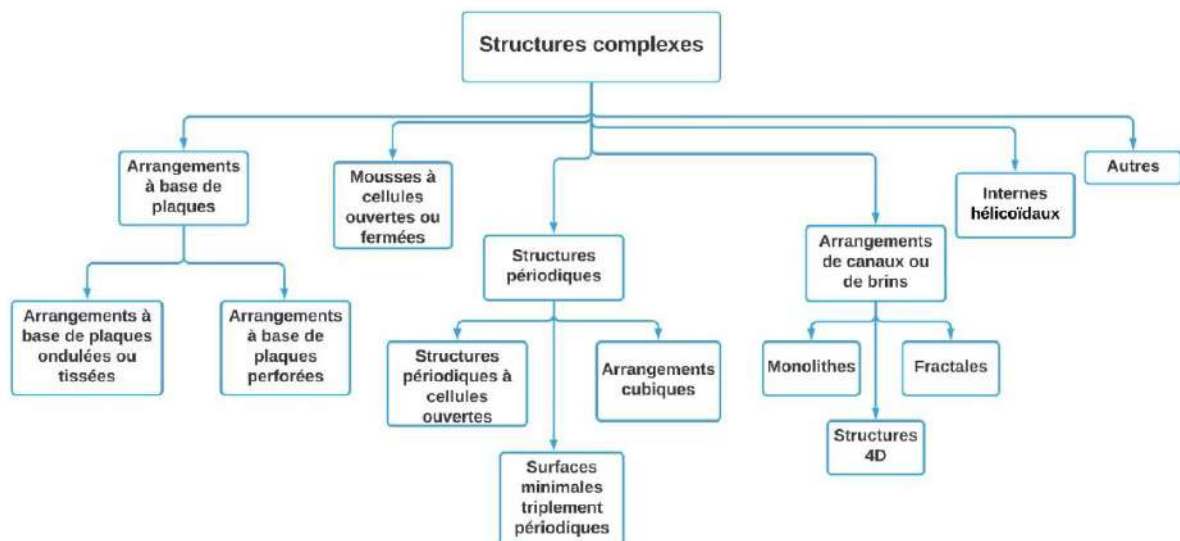 Structures complexes
Arrangements
à base de
plaques
Mousses à
cellules
ouvertes ou
fermées
Structures
périodiques
Arrangements
de canaux ou
de brins
Internes
hélicoïdaux
Autres
Arrangements à
base de plaques
ondulées ou
tissées
Arrangements
à base de
plaques
perforées
Structures
périodiques à
cellules
ouvertes
Arrangements
cubiques
Monolithes
Fractales
Surfaces
minimales
triplement
périodiques
Structures
4D